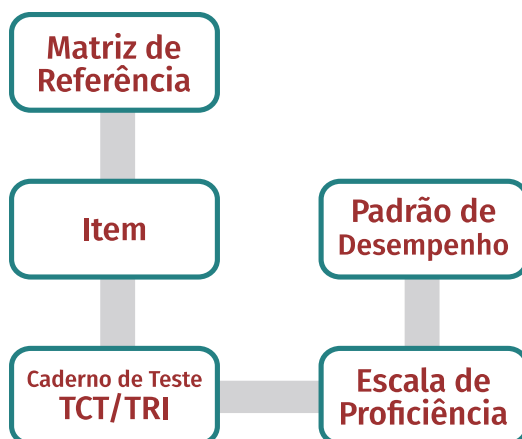 Matriz de
Referência
Item
Padrão de
Desempenho
Caderno de Teste
TCT/TRI
Escala de
Proficiência